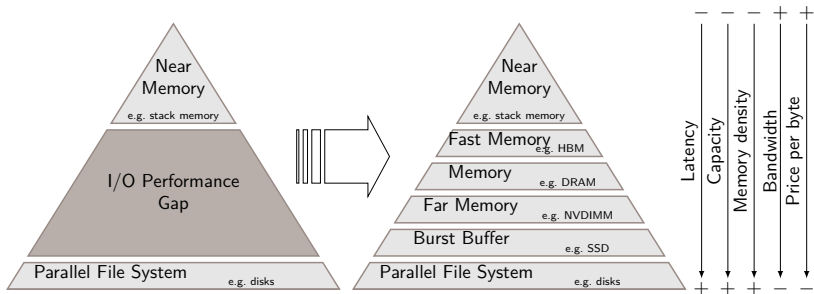 Near
Memory
e.g. stack memory
I/O Performance
Gap
Parallel File System
e.g. disks
Near
Memory
e.g. stack memory
Fast Memory
e.g. HBM
Memory
e.g. DRAM
Far Memory
e.g. NVDIMM
Burst Buffer
e.g. SSD
Parallel File System
e.g. disks
− − − + +
Latency
Capacity
Memory density
Bandwidth
Price per byte
+ + + − −